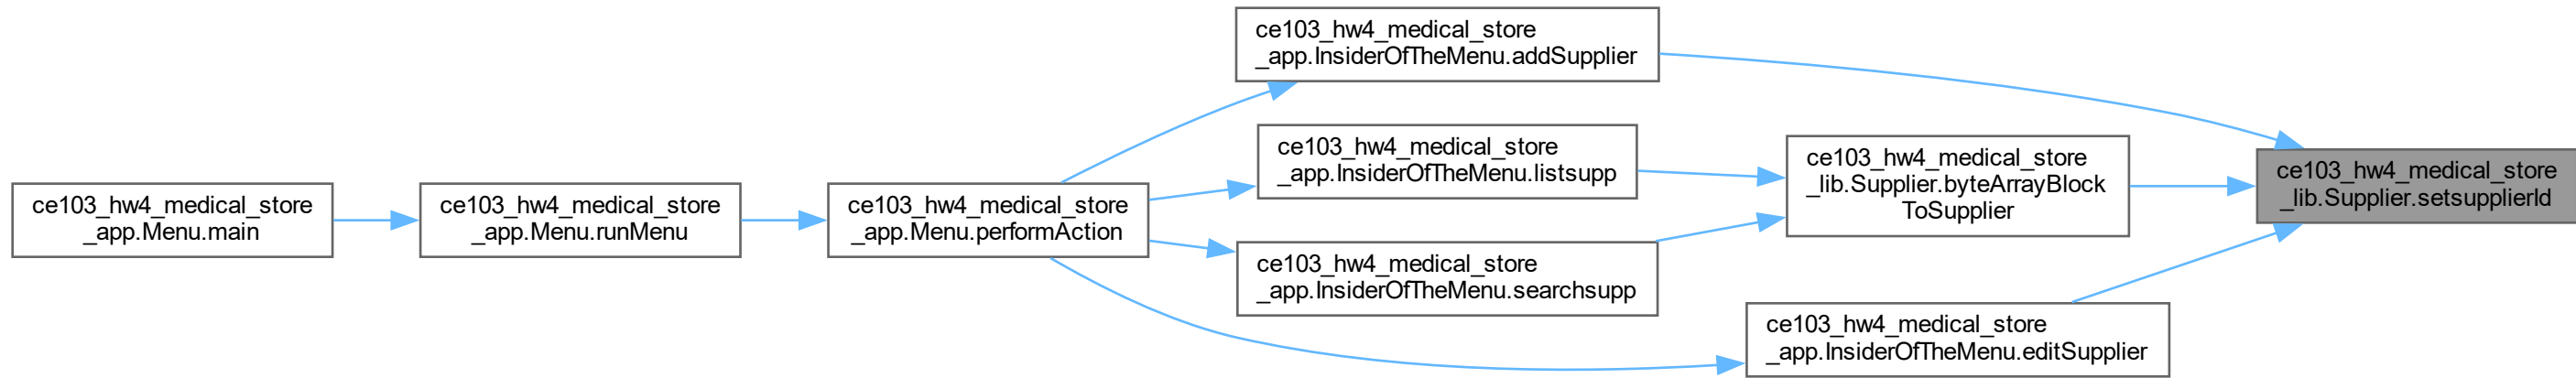 ce103_hw4_medical_store
_app.Menu.main
ce103_hw4_medical_store
_app.Menu.runMenu
ce103_hw4_medical_store
_app.Menu.performAction
ce103_hw4_medical_store
_app.InsiderOfTheMenu.addSupplier
ce103_hw4_medical_store
_app.InsiderOfTheMenu.listsupp
ce103_hw4_medical_store
_app.InsiderOfTheMenu.searchsupp
ce103_hw4_medical_store
_lib.Supplier.byteArrayBlock
ToSupplier
ce103_hw4_medical_store
_app.InsiderOfTheMenu.editSupplier
ce103_hw4_medical_store
_lib.Supplier.setsupplierId